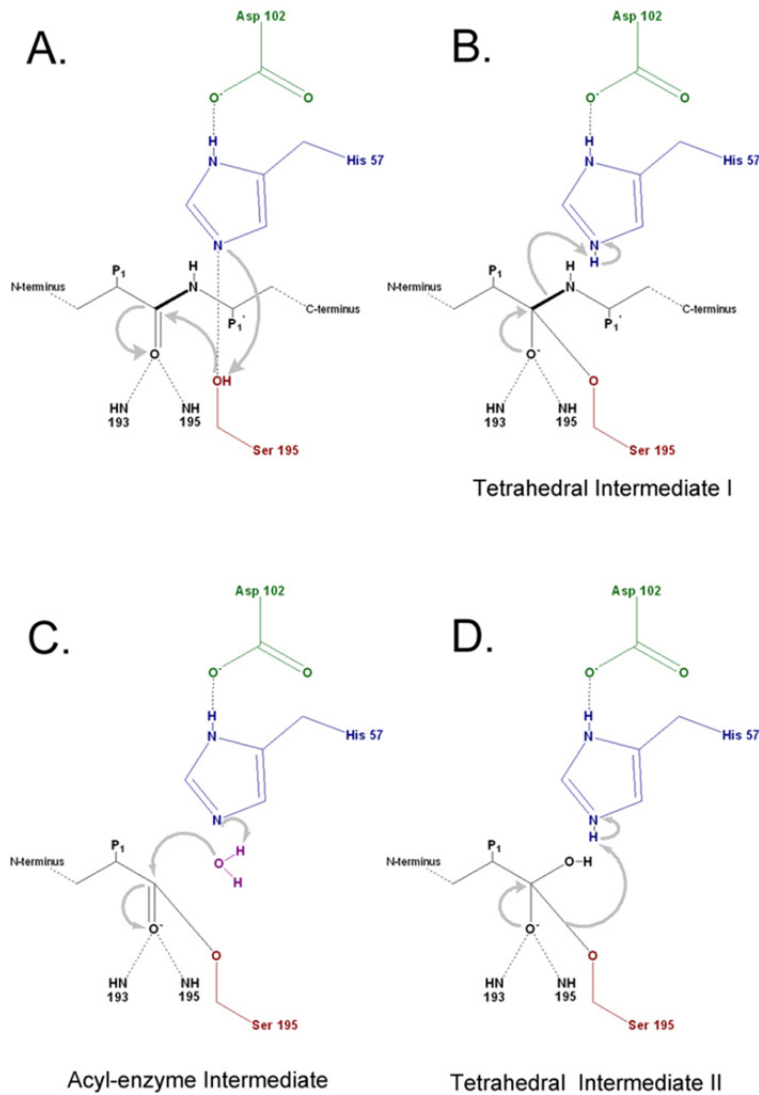 A.
Asp 102
O-
O
H
N
His 57
N
H
N
P1
N-terminus
C-terminus
P1'
O
OH
HN
193
NH
195
Ser 195
B.
Asp 102
O-
O
H
N
His 57
N
H
H
N
P1
N-terminus
C-terminus
P1'
O-
O
HN
193
NH
195
Ser 195
Tetrahedral Intermediate I
C.
Asp 102
O-
O
H
N
His 57
N
H
O
H
P1
N-terminus
O-
O
HN
193
NH
195
Ser 195
Acyl-enzyme Intermediate
D.
Asp 102
O-
O
H
N
His 57
N
H
P1
O-H
N-terminus
O-
O
HN
193
NH
195
Ser 195
Tetrahedral Intermediate II